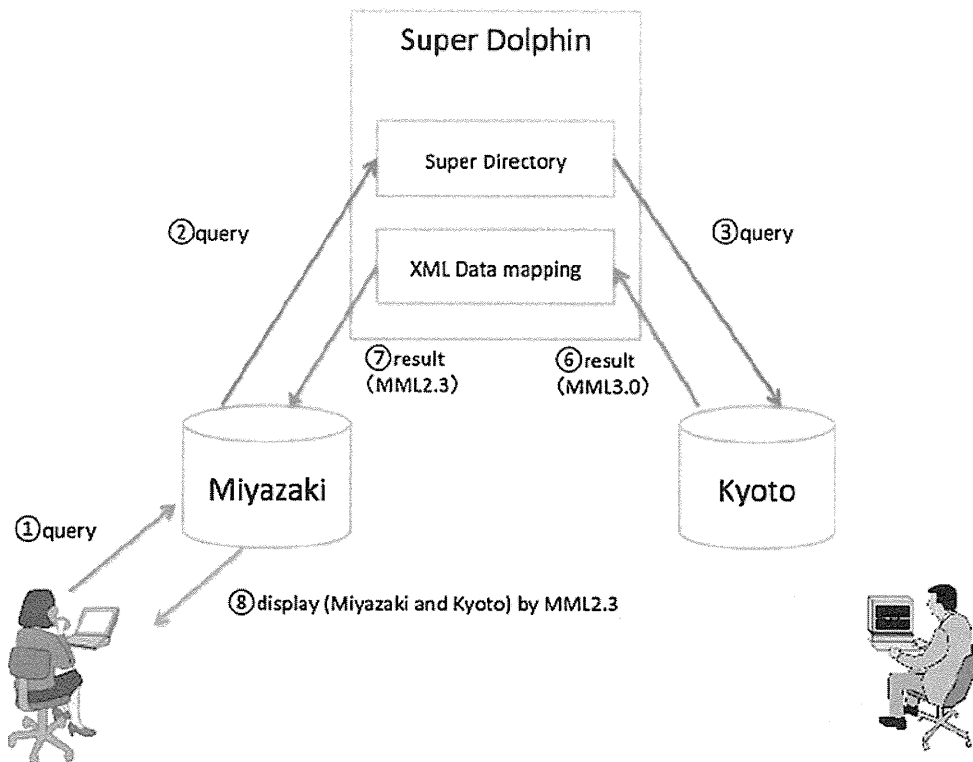 Super Dolphin
Super Directory
②query
③query
XML Data mapping
⑦result
(MML2.3)
⑥result
(MML3.0)
Miyazaki
Kyoto
①query
⑧display (Miyazaki and Kyoto) by MML2.3